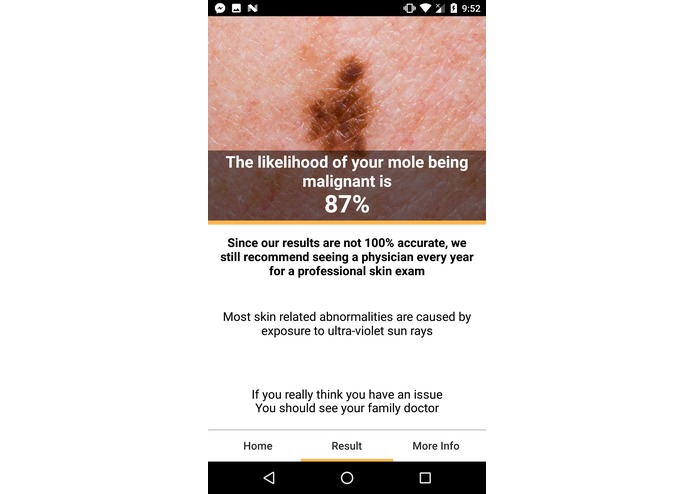 9:52
The likelihood of your mole being
malignant is
87%
Since our results are not 100% accurate, we
still recommend seeing a physician every year
for a professional skin exam
Most skin related abnormalities are caused by
exposure to ultra-violet sun rays
If you really think you have an issue
You should see your family doctor
Home Result More Info